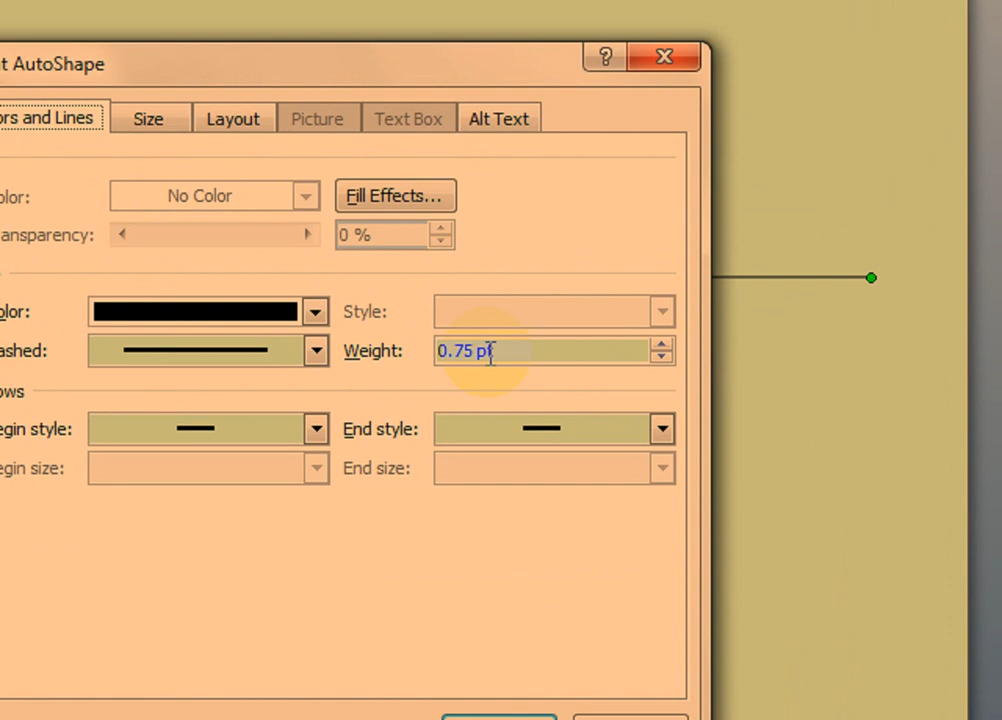 t AutoShape
ors and Lines Size Layout Picture Text Box Alt Text
olor: No Color Fill Effects...
ansparency: 0 %
olor: Style:
ashed: Weight: 0.75 pt
ows
egin style: End style:
egin size: End size: